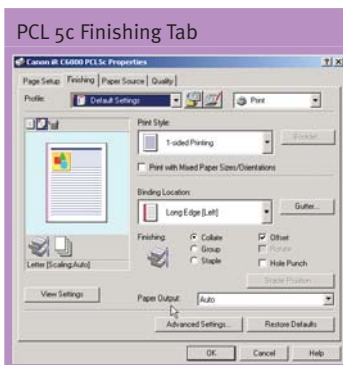 PCL 5c Finishing Tab
Canon iR C6800 PCL5c Properties
Page Setup Finishing Paper Source Quality
Profile: Default Settings Print
Print Style:
1-sided Printing Booklet...
Print with Mixed Paper Sizes/Orientations
Binding Location:
Long Edge [Left] Gutter...
Finishing: Collate Offset
Group Rotate
Staple Hole Punch
Letter [Scaling:Auto]
Staple Position...
View Settings Paper Output: Auto
Advanced Settings... Restore Defaults
OK Cancel Help